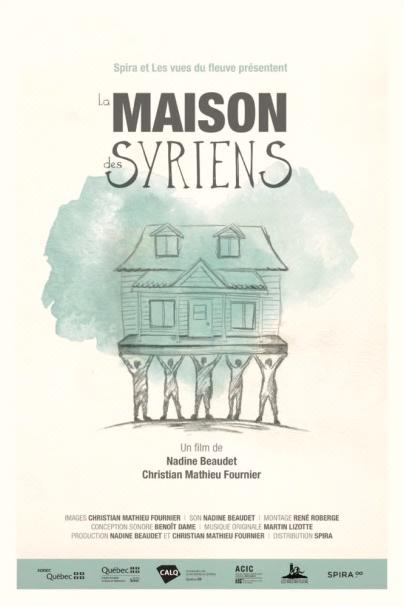 Spira et Les vues du fleuve présentent
La
MAISON
des
SYRIENS
Un film de
Nadine Beaudet
Christian Mathieu Fournier
IMAGES CHRISTIAN MATHIEU FOURNIER | SON NADINE BEAUDET | MONTAGE RENÉ ROBERGE
CONCEPTION SONORE BENOÎT DAME | MUSIQUE ORIGINALE MARTIN LIZOTTE
PRODUCTION NADINE BEAUDET ET CHRISTIAN MATHIEU FOURNIER | DISTRIBUTION SPIRA
SODEC
Québec
Québec
CALQ
Québec
ACIC
SPIRA